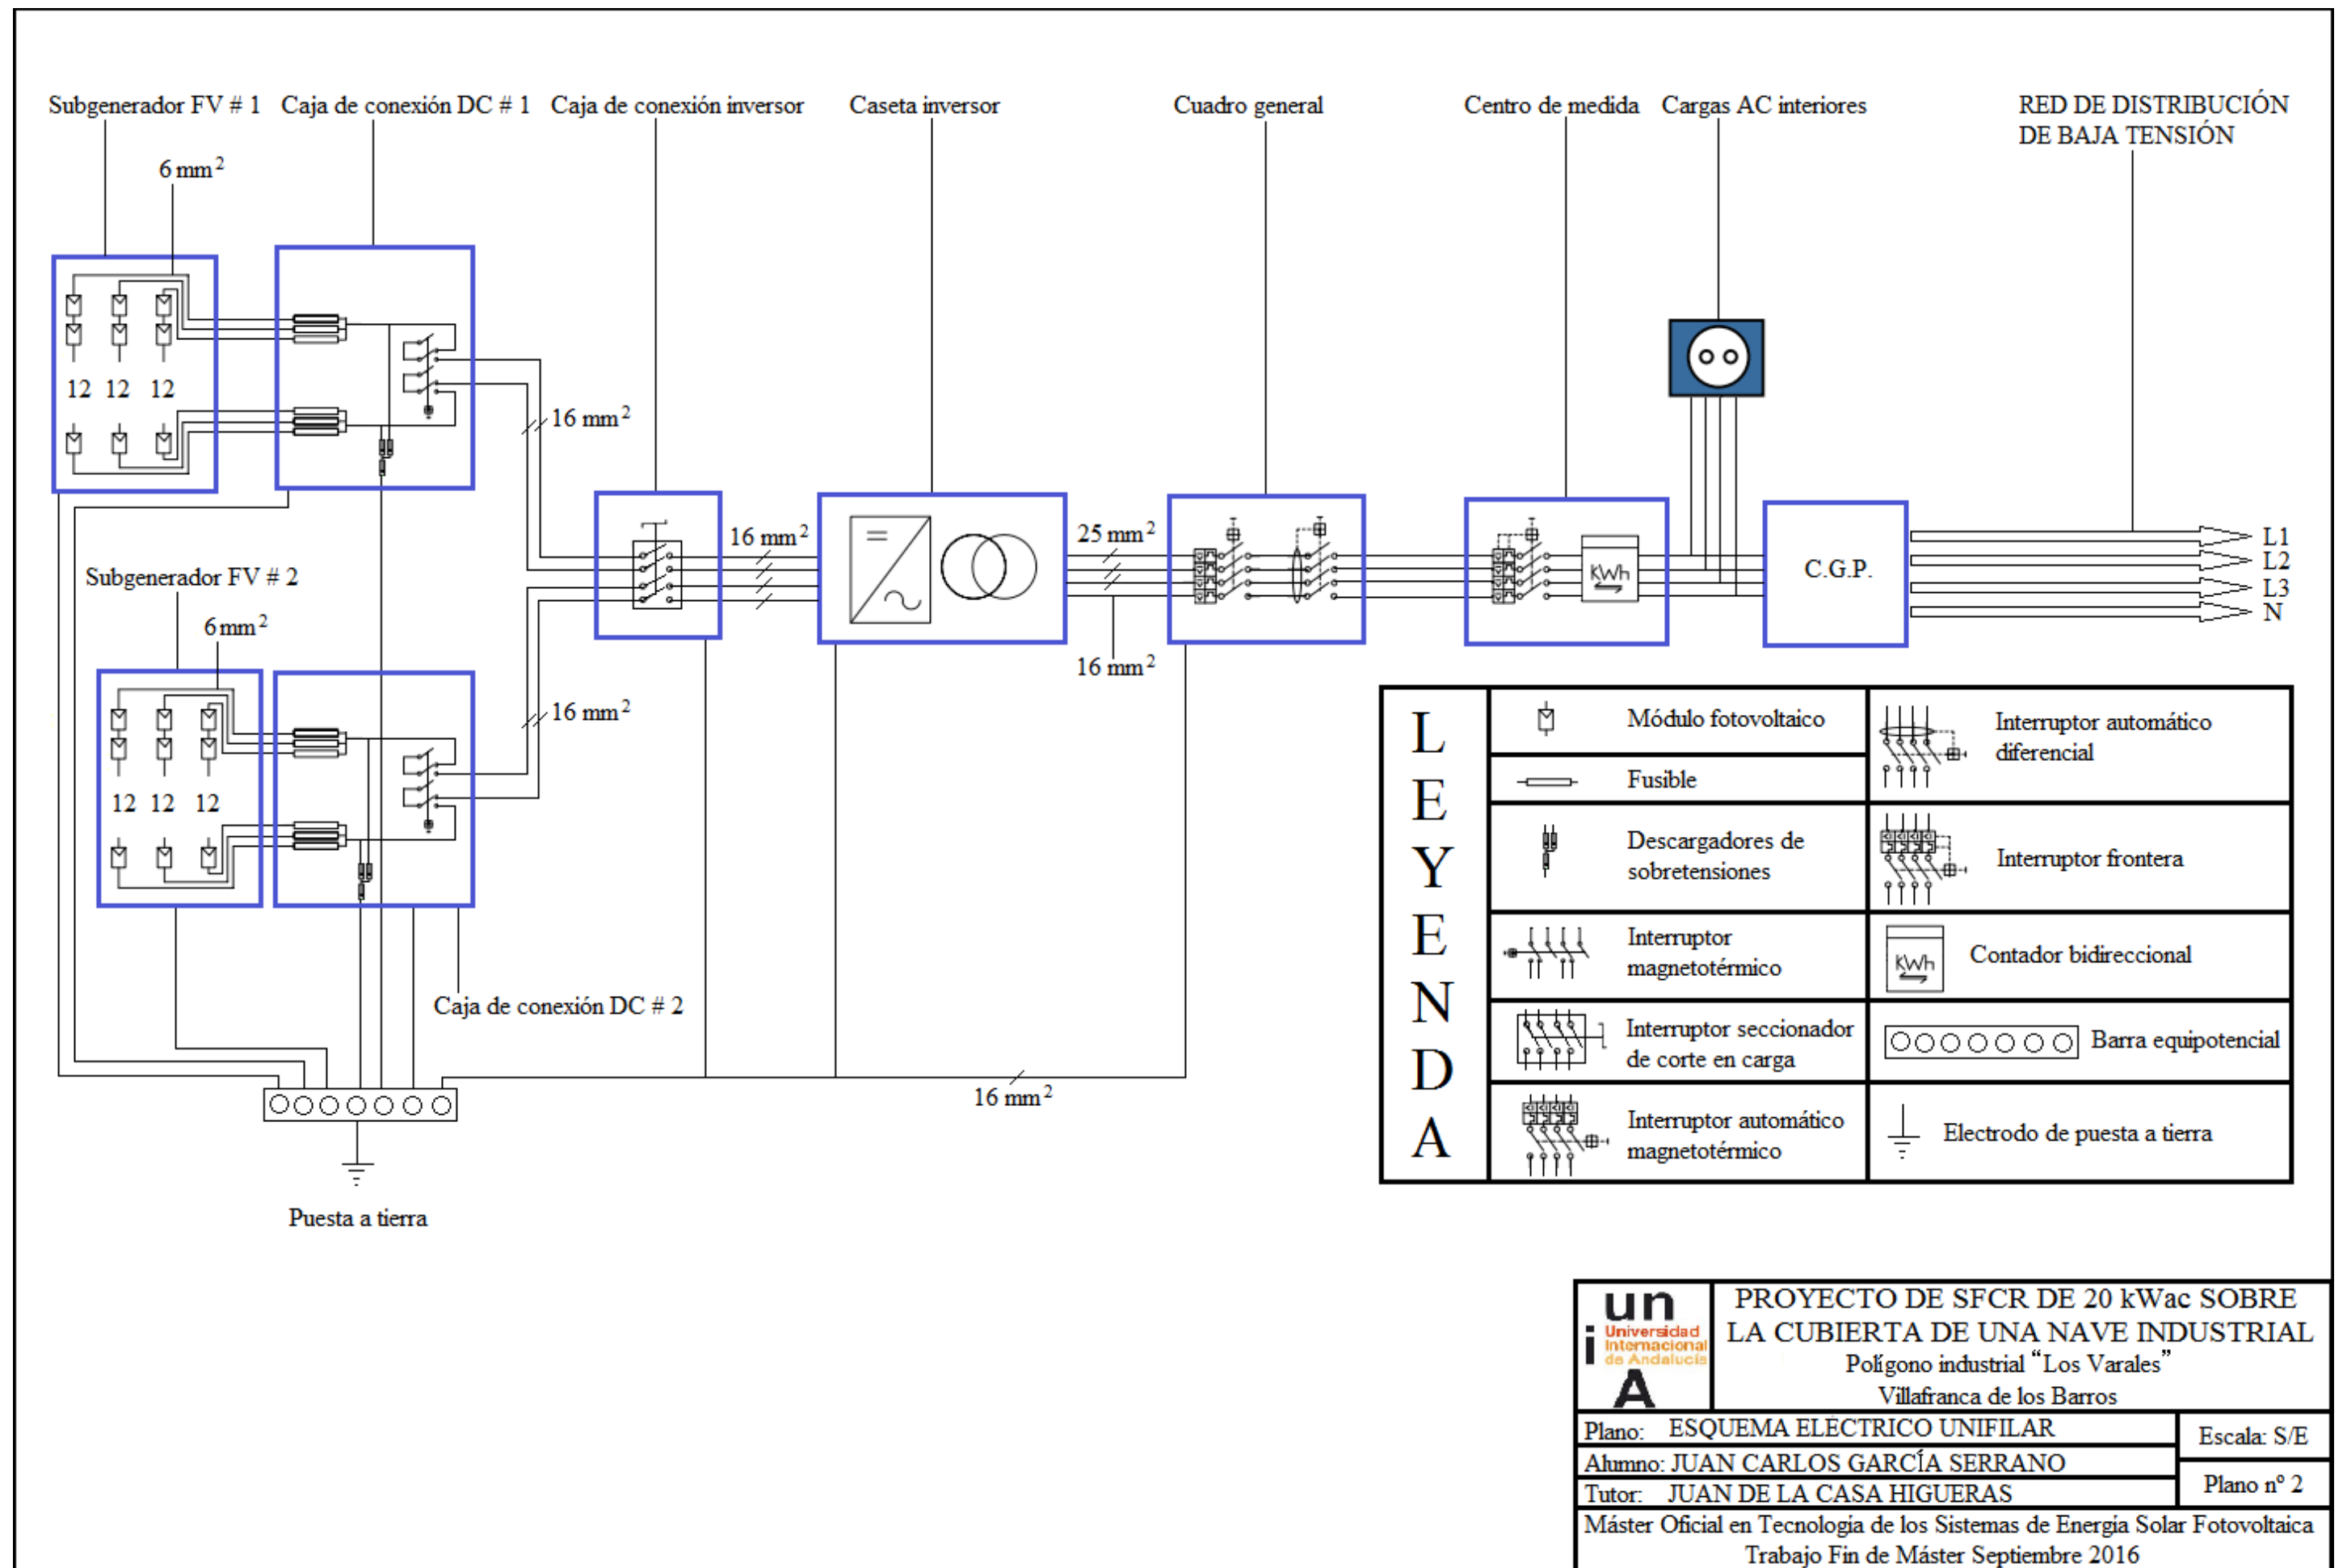 Subgenerador FV # 1
Caja de conexión DC # 1
Caja de conexión inversor
Caseta inversor
Cuadro general
Centro de medida
Cargas AC interiores
RED DE DISTRIBUCIÓN
DE BAJA TENSIÓN
6 mm²
12 12 12
16 mm²
16 mm²
25 mm²
16 mm²
KWh
C.G.P.
L1
L2
L3
N
Subgenerador FV # 2
6 mm²
12 12 12
16 mm²
Caja de conexión DC # 2
16 mm²
Puesta a tierra
LEYENDA
Módulo fotovoltaico
Fusible
Descargadores de
sobretensiones
Interruptor
magnetotérmico
Interruptor seccionador
de corte en carga
Interruptor automático
magnetotérmico
Interruptor automático
diferencial
Interruptor frontera
KWh
Contador bidireccional
Barra equipotencial
Electrodo de puesta a tierra
un
i
Universidad
Internacional
de Andalucía
A
PROYECTO DE SFCR DE 20 kWac SOBRE
LA CUBIERTA DE UNA NAVE INDUSTRIAL
Polígono industrial “Los Varales”
Villafranca de los Barros
Plano: ESQUEMA ELÉCTRICO UNIFILAR
Escala: S/E
Alumno: JUAN CARLOS GARCÍA SERRANO
Tutor: JUAN DE LA CASA HIGUERAS
Plano nº 2
Máster Oficial en Tecnología de los Sistemas de Energía Solar Fotovoltaica
Trabajo Fin de Máster Septiembre 2016